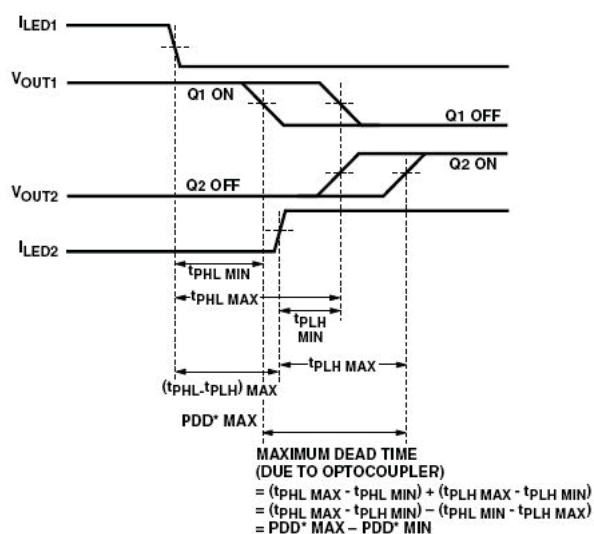 ILED1
VOUT1
Q1 ON
Q1 OFF
Q2 ON
VOUT2
Q2 OFF
ILED2
tPHL MIN
tPHL MAX
tPLH
MIN
tPLH MAX
(tPHL-tPLH) MAX
PDD* MAX
MAXIMUM DEAD TIME
(DUE TO OPTOCOUPLER)
= (tPHL MAX - tPHL MIN) + (tPLH MAX - tPLH MIN)
= (tPHL MAX - tPLH MIN) – (tPHL MIN - tPLH MAX)
= PDD* MAX – PDD* MIN